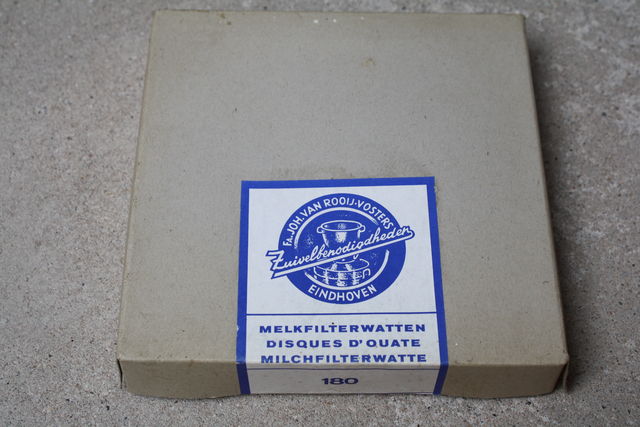 Fa. JOH. VAN ROOIJ-VOSTERS
Zuivelbenodigdheden
EINDHOVEN
MELKFILTERWATTEN
DISQUES D'OUATE
MILCHFILTERWATTE
180